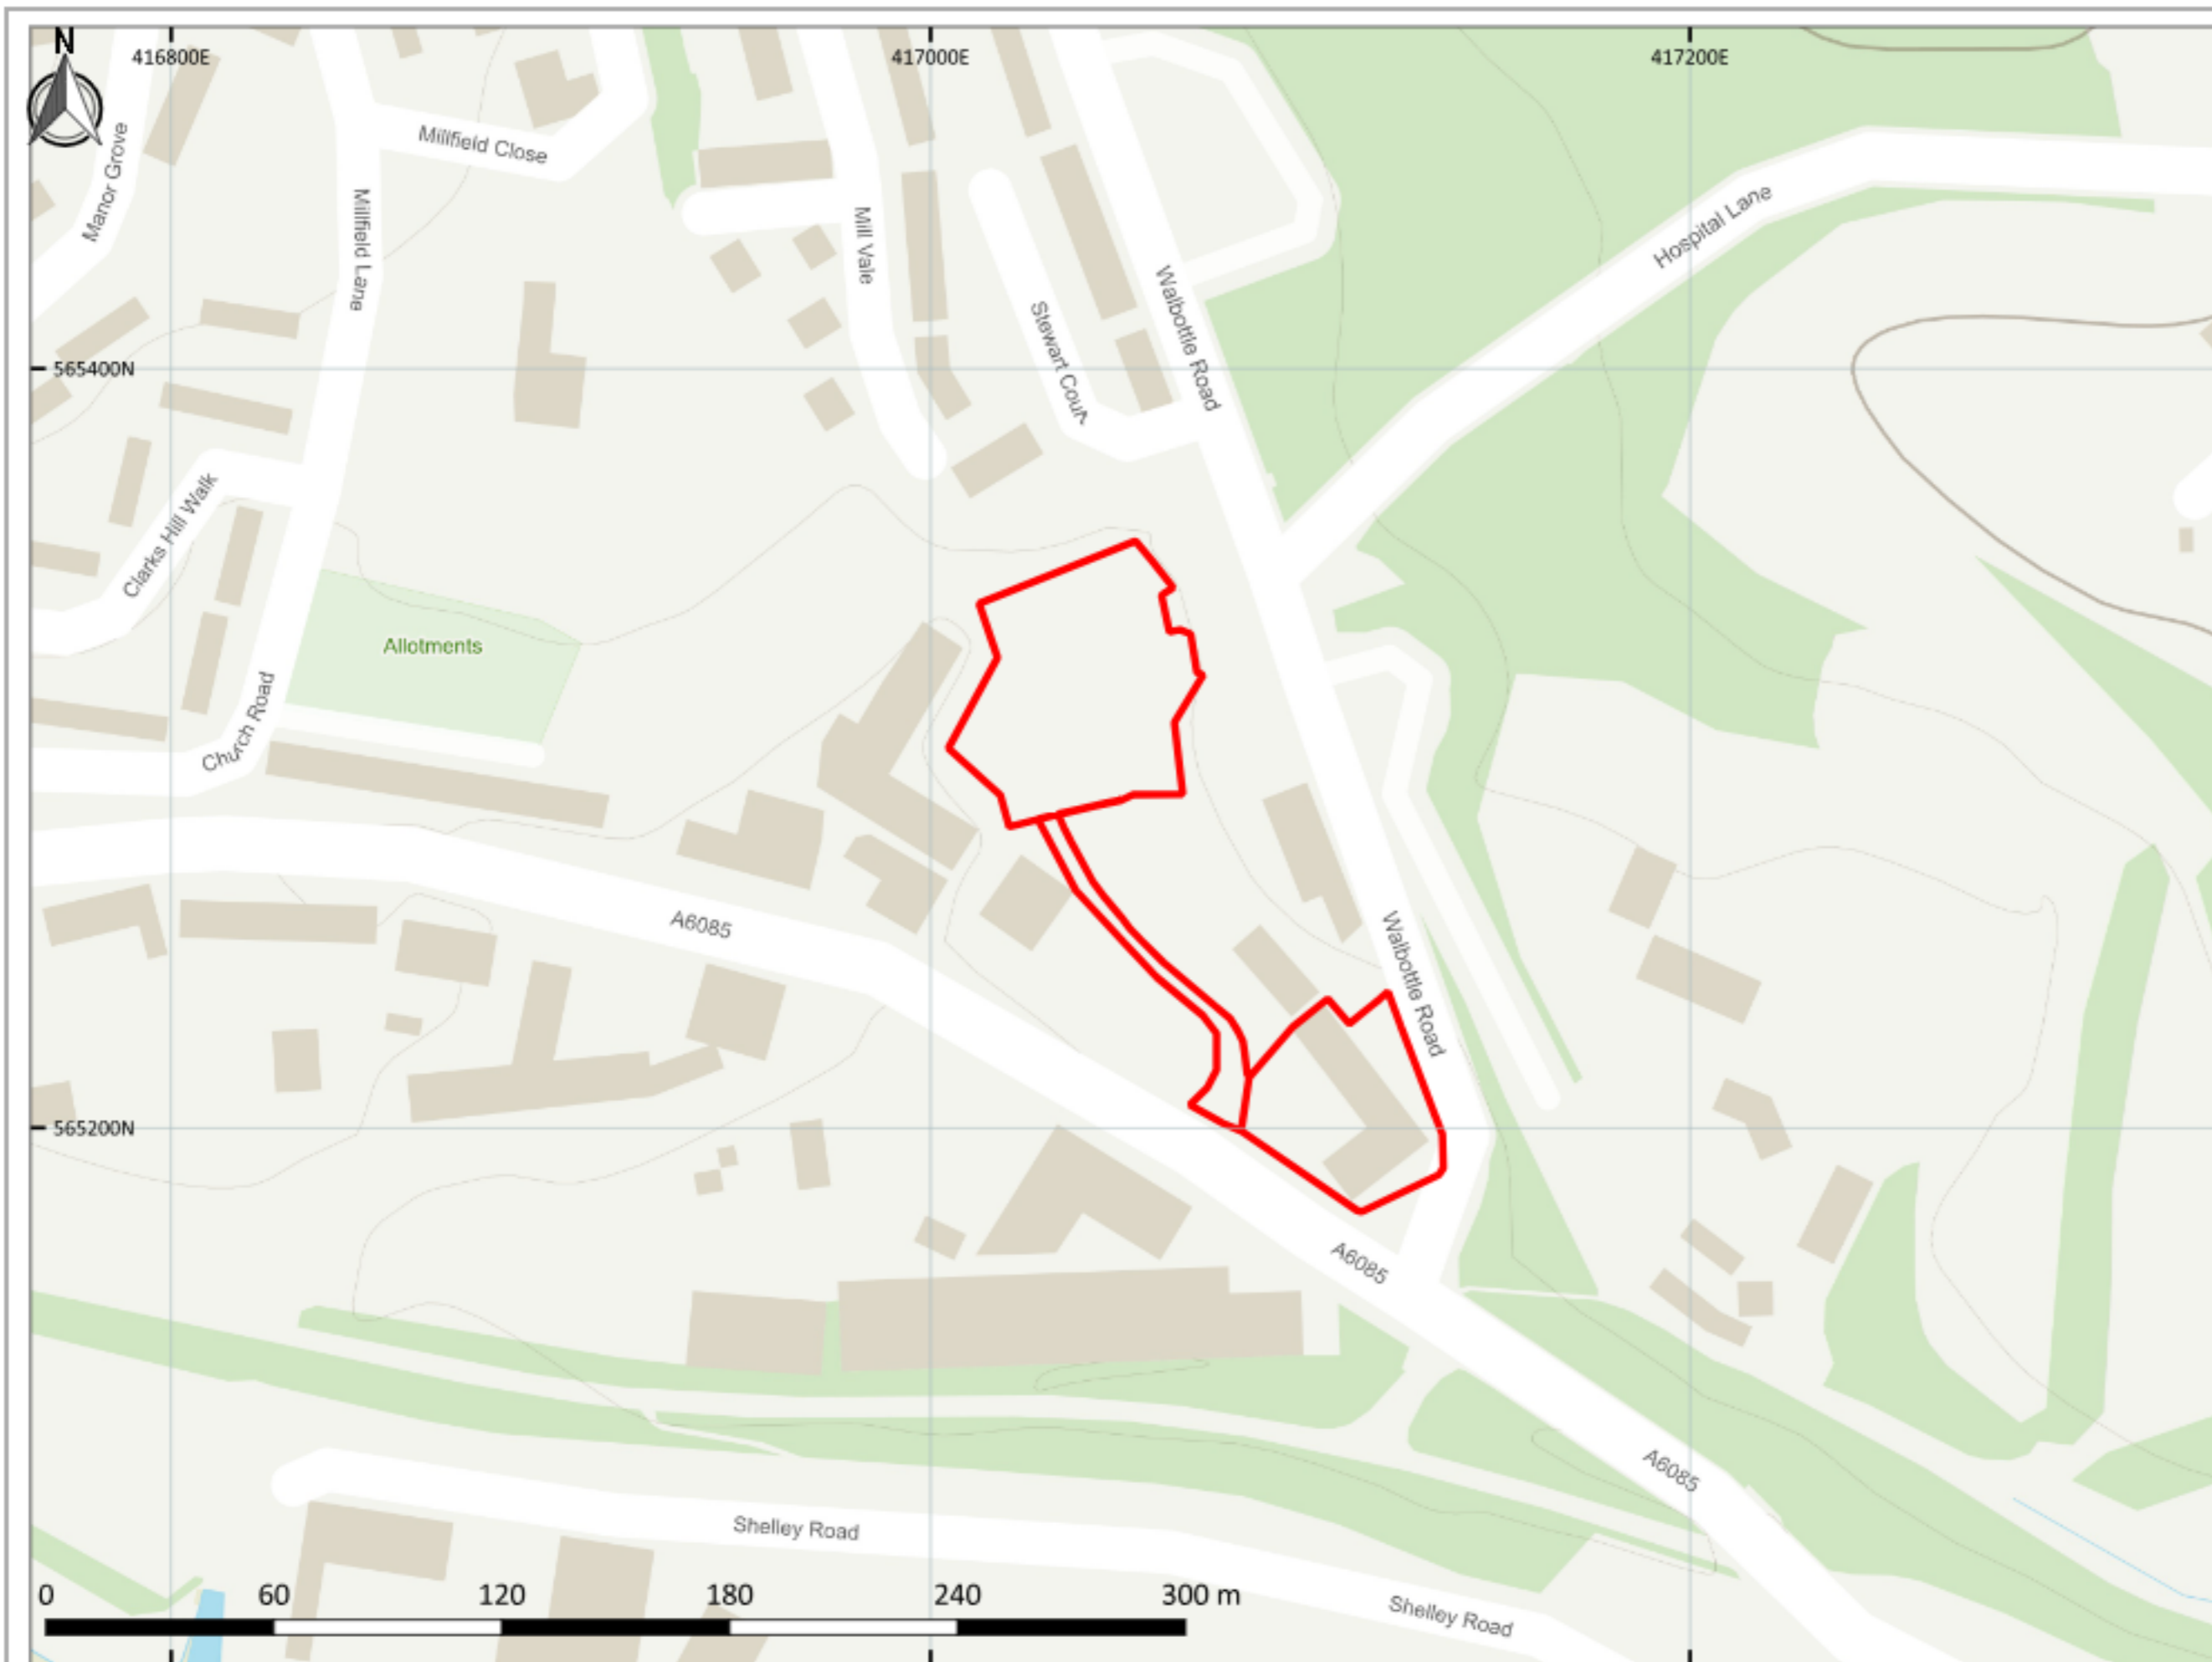 N
416800E
417000E
417200E
Manor Grove
Millfield Close
Millfield Lane
Mill Vale
Stewart Court
Walbottle Road
Hospital Lane
565400N
Clarks Hill Walk
Allotments
Church Road
A6085
Walbottle Road
565200N
A6085
A6085
Shelley Road
Shelley Road
0 60 120 180 240 300 m